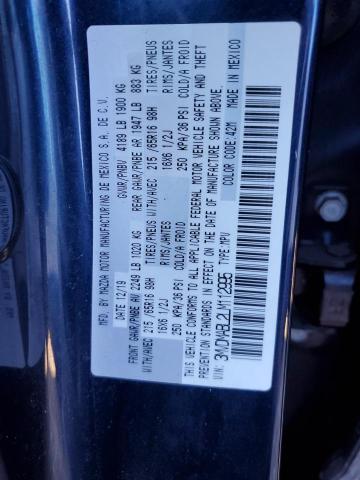 MFD. BY MAZDA MOTOR MANUFACTURING DE MEXICO S.A. DE C.V.
DATE: 12/19 GVWR/PNBV 4189 LB 1900 KG
FRONT GAWR/PNBE AV 2249 LB 1020 KG REAR GAWR/PNBE AR 1947 LB 883 KG
TIRES/PNEUS WITH/AVEC 215 /65R16 98H TIRES/PNEUS WITH/AVEC 215 /65R16 98H
RIMS/JANTES 16X6 1/2J RIMS/JANTES 16X6 1/2J
250 KPA/36 PSI COLD/A FROID 250 KPA/36 PSI COLD/A FROID
THIS VEHICLE CONFORMS TO ALL APPLICABLE FEDERAL MOTOR VEHICLE SAFETY AND THEFT
PREVENTION STANDARDS IN EFFECT ON THE DATE OF MANUFACTURE SHOWN ABOVE.
VIN: 3MVDMABL2LM112995 TYPE:MPV COLOR CODE:42M MADE IN MEXICO